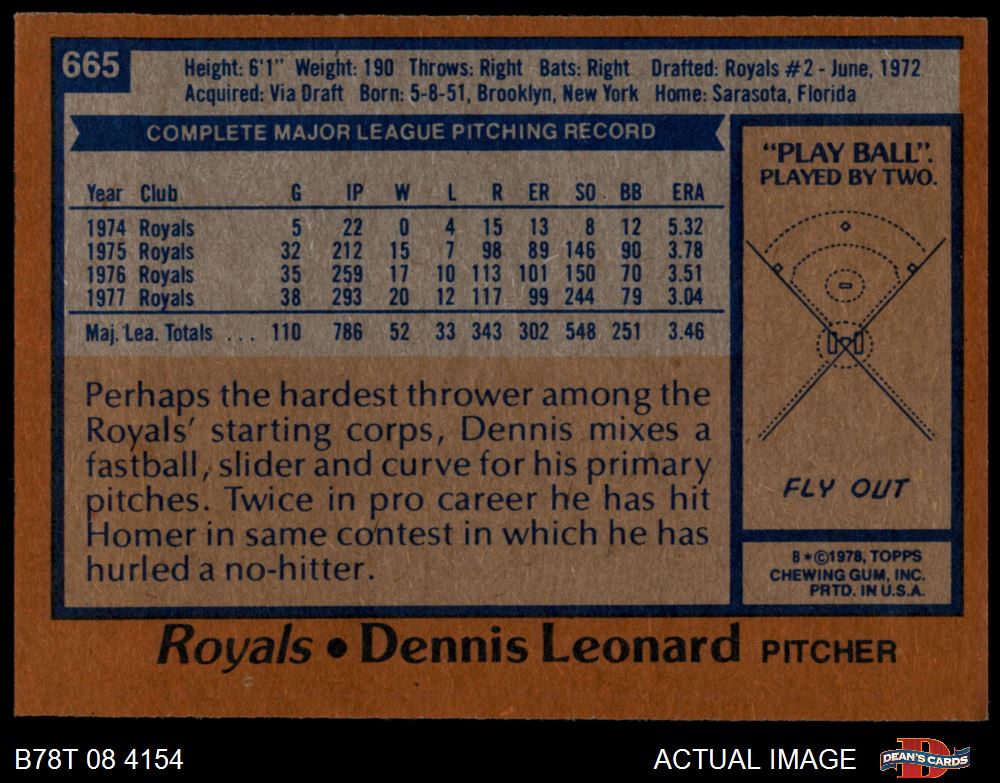 665
Height: 6'1" Weight: 190 Throws: Right Bats: Right Drafted: Royals #2 - June, 1972
Acquired: Via Draft Born: 5-8-51, Brooklyn, New York Home: Sarasota, Florida
COMPLETE MAJOR LEAGUE PITCHING RECORD
Year Club G IP W L R ER SO BB ERA
1974 Royals 5 22 0 4 15 13 8 12 5.32
1975 Royals 32 212 15 7 98 89 146 90 3.78
1976 Royals 35 259 17 10 113 101 150 70 3.51
1977 Royals 38 293 20 12 117 99 244 79 3.04
Maj. Lea. Totals ... 110 786 52 33 343 302 548 251 3.46
Perhaps the hardest thrower among the
Royals' starting corps, Dennis mixes a
fastball, slider and curve for his primary
pitches. Twice in pro career he has hit
Homer in same contest in which he has
hurled a no-hitter.
"PLAY BALL".
PLAYED BY TWO.
FLY OUT
B*©1978, TOPPS
CHEWING GUM, INC.
PRTD. IN U.S.A.
Royals • Dennis Leonard PITCHER
B78T 08 4154
ACTUAL IMAGE
DEAN'S CARDS